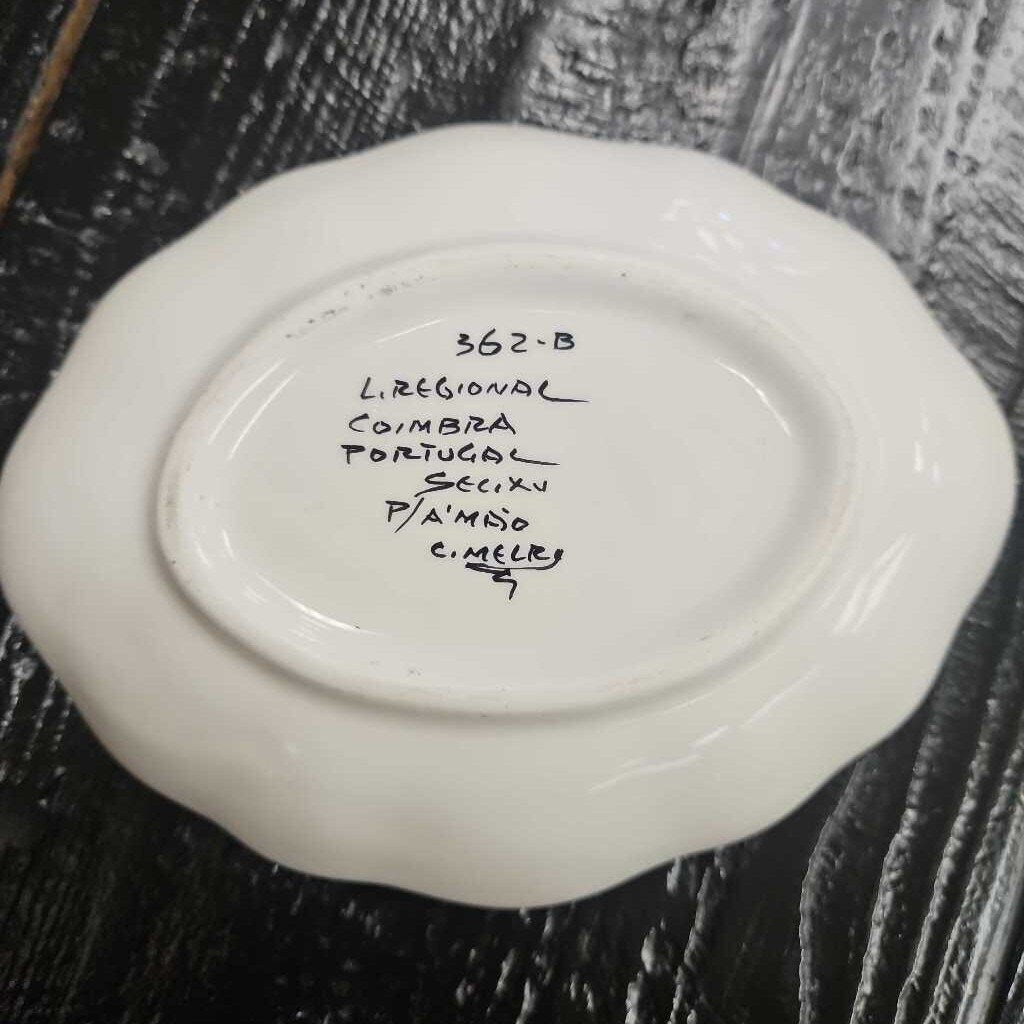 362-B
L.REGIONAL
COIMBRA
PORTUGAL
SEC.XV
P/A'MÃO
C.MELRO